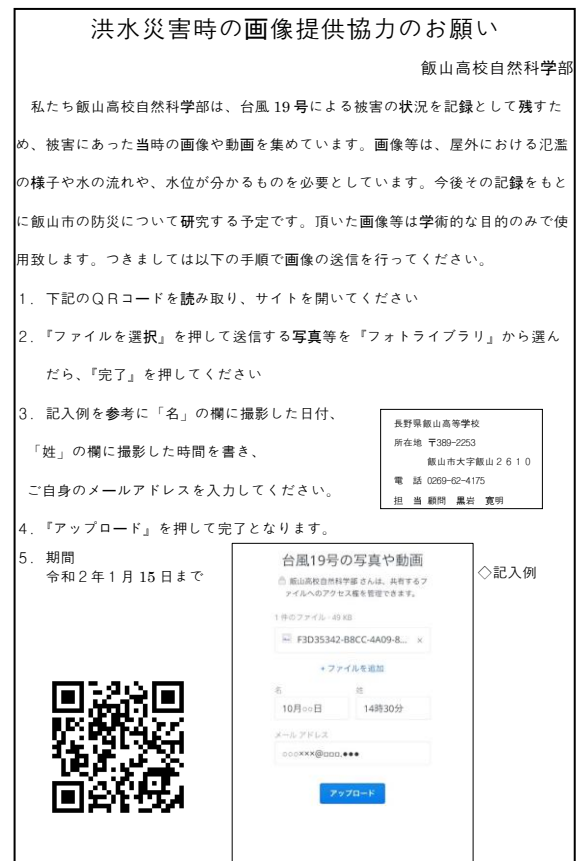 洪水災害時の画像提供協力のお願い
飯山高校自然科学部
私たち飯山高校自然科学部は、台風19号による被害の状況を記録として残すた
め、被害にあった当時の画像や動画を集めています。画像等は、屋外における氾濫
の様子や水の流れや、水位が分かるものを必要としています。今後その記録をもと
に飯山市の防災について研究する予定です。頂いた画像等は学術的な目的のみで使
用致します。つきましては以下の手順で画像の送信を行ってください。
1．下記のＱＲコードを読み取り、サイトを開いてください
2．『ファイルを選択』を押して送信する写真等を『フォトライブラリ』から選ん
だら、『完了』を押してください
3．記入例を参考に「名」の欄に撮影した日付、
「姓」の欄に撮影した時間を書き、
ご自身のメールアドレスを入力してください。
長野県飯山高等学校
所在地 〒389-2253
飯山市大字飯山２６１０
電　話 0269-62-4175
担　当 顧問　黒岩　寛明
4．『アップロード』を押して完了となります。
5．期間
令和２年１月15日まで
台風19号の写真や動画
飯山高校自然科学部 さんは、共有するフ
ァイルへのアクセス権を管理できます。
1 件のファイル・49 KB
F3D35342-B8CC-4A09-8... ×
+ファイルを追加
名 姓
10月○○日 14時30分
メール アドレス
○○○×××@□□□.●●●
アップロード
◇記入例